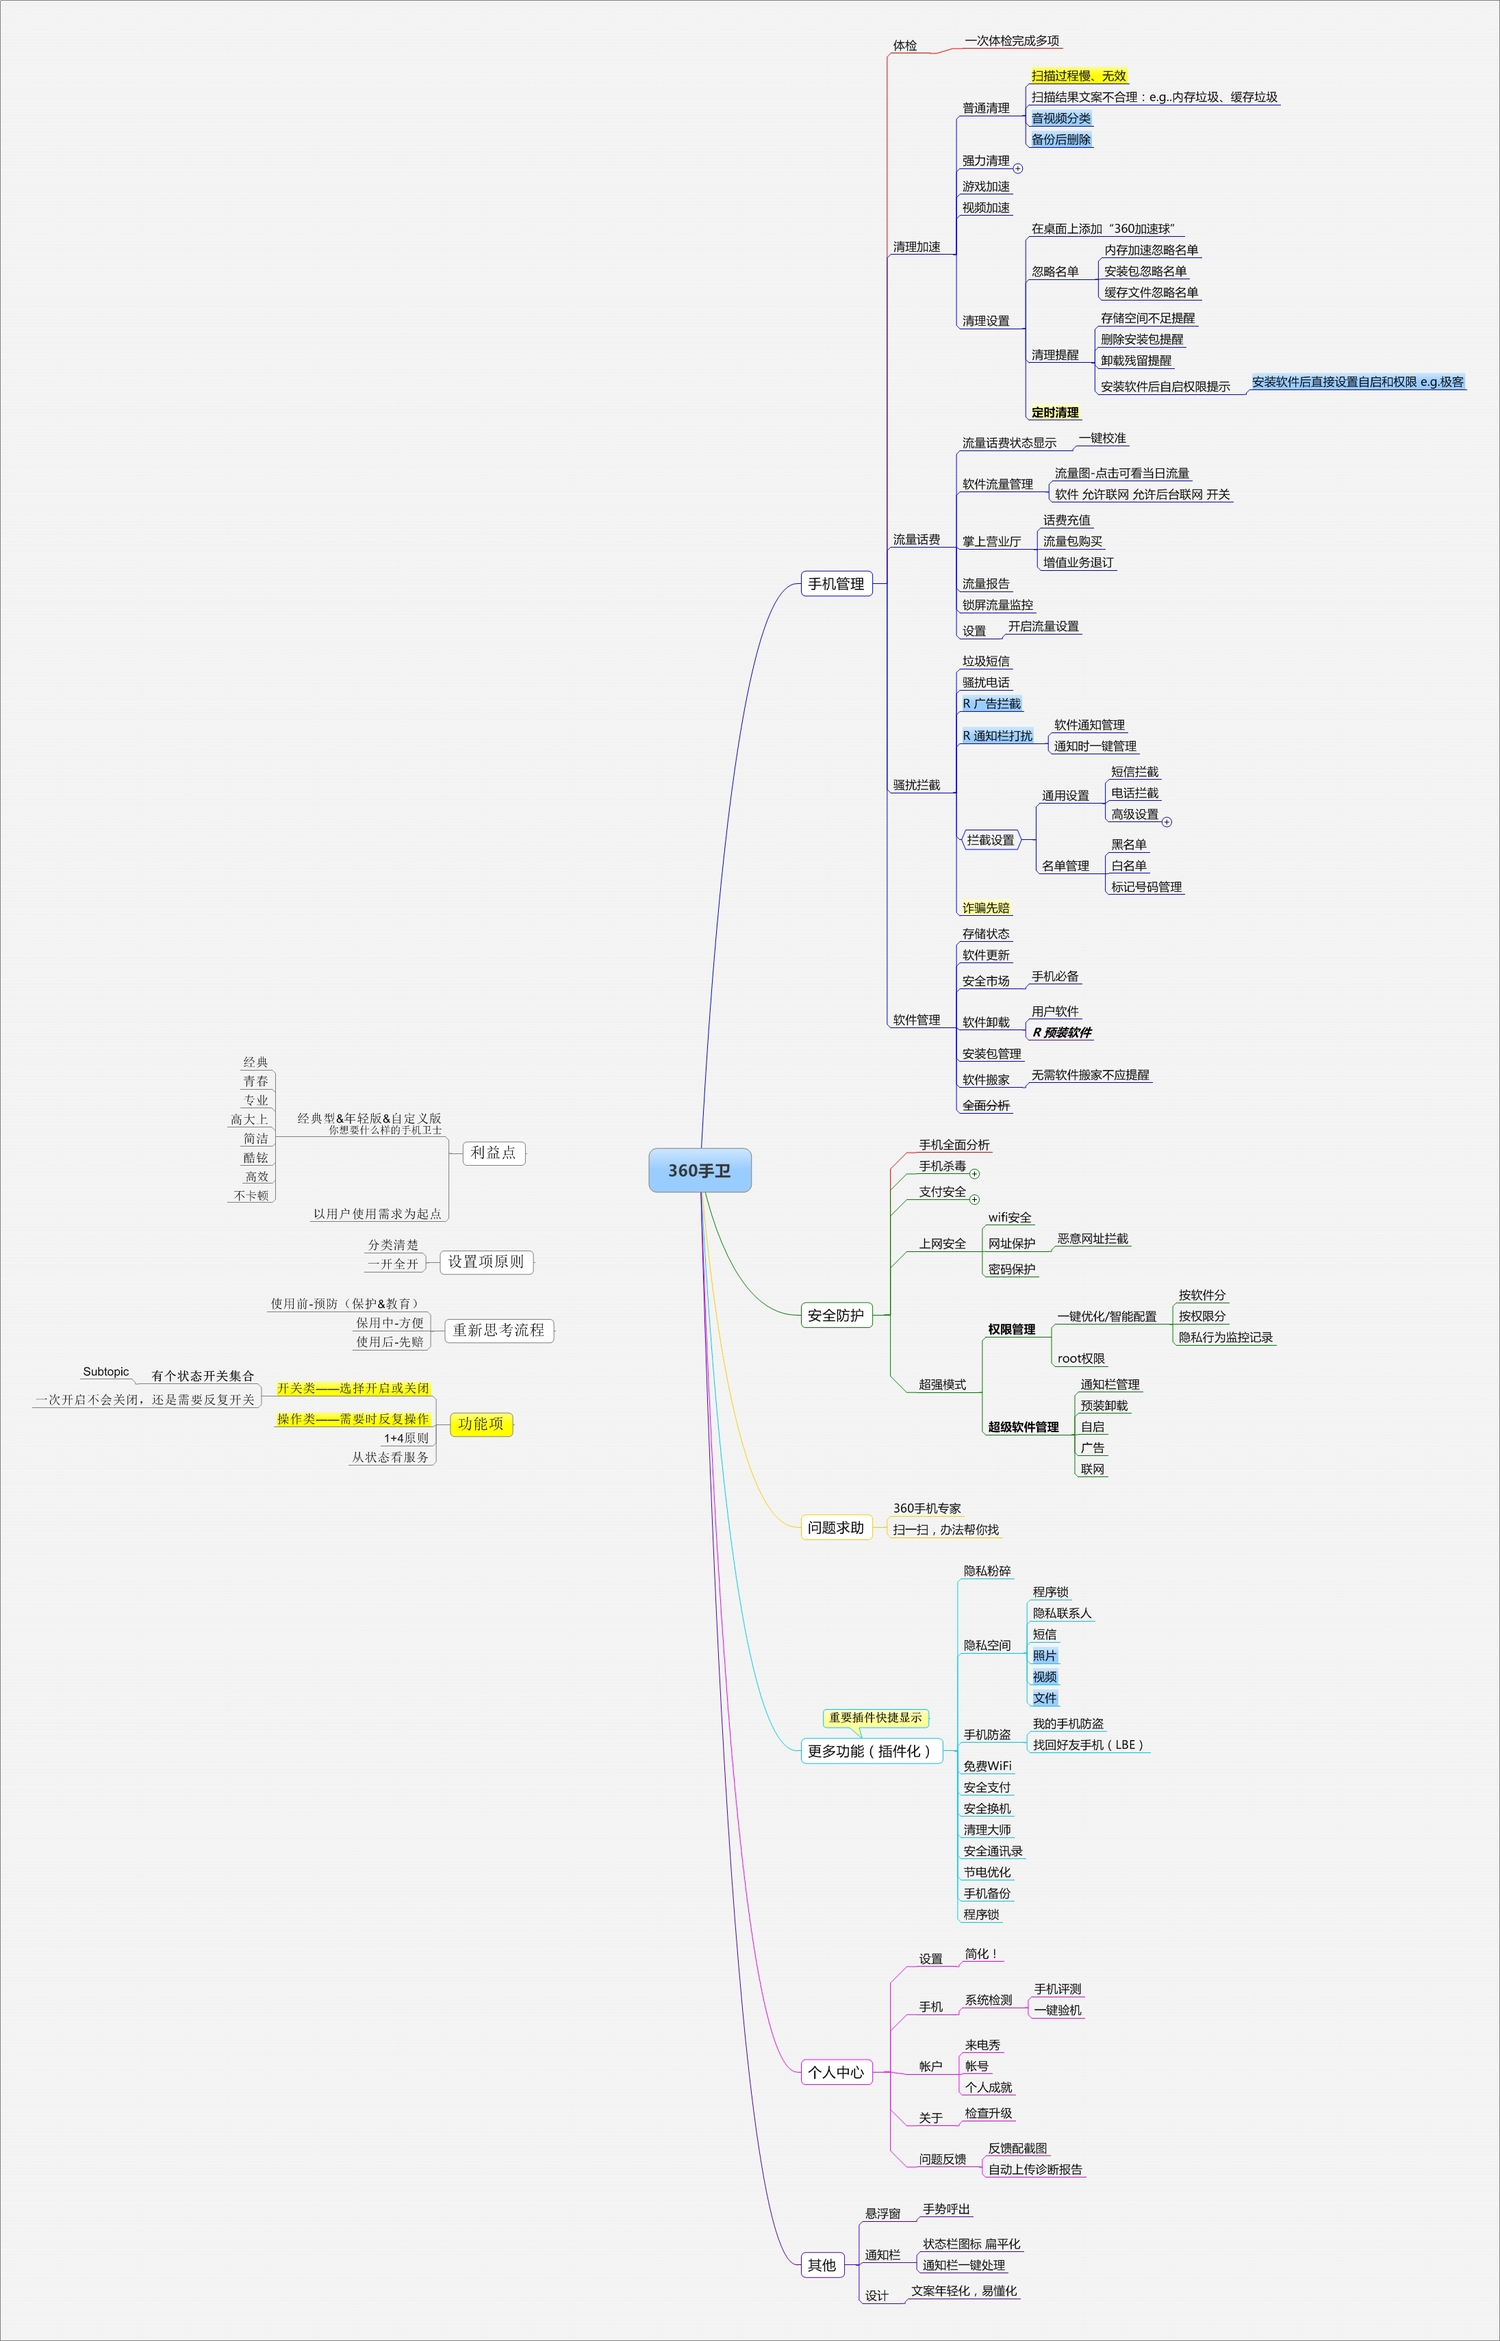 体检
一次体检完成多项
清理加速
普通清理
扫描过程慢、无效
扫描结果文案不合理：e.g..内存垃圾、缓存垃圾
音视频分类
备份后删除
强力清理
游戏加速
视频加速
清理设置
在桌面上添加“360加速球”
忽略名单
内存加速忽略名单
安装包忽略名单
缓存文件忽略名单
清理提醒
存储空间不足提醒
删除安装包提醒
卸载残留提醒
安装软件后自启权限提示
安装软件后直接设置自启和权限 e.g.极客
定时清理
手机管理
流量话费
流量话费状态显示
一键校准
软件流量管理
流量图-点击可看当日流量
软件 允许联网 允许后台联网 开关
掌上营业厅
话费充值
流量包购买
增值业务退订
流量报告
锁屏流量监控
设置
开启流量设置
骚扰拦截
垃圾短信
骚扰电话
R 广告拦截
R 通知栏打扰
软件通知管理
通知时一键管理
拦截设置
通用设置
短信拦截
电话拦截
高级设置
名单管理
黑名单
白名单
标记号码管理
诈骗先赔
软件管理
存储状态
软件更新
安全市场
手机必备
软件卸载
用户软件
R 预装软件
安装包管理
软件搬家
无需软件搬家不应提醒
全面分析
360手卫
利益点
经典型&年轻版&自定义版
你想要什么样的手机卫士
经典
青春
专业
高大上
简洁
酷铉
高效
不卡顿
以用户使用需求为起点
设置项原则
分类清楚
一开全开
重新思考流程
使用前-预防（保护&教育）
保用中-方便
使用后-先赔
功能项
开关类——选择开启或关闭
有个状态开关集合
Subtopic
一次开启不会关闭，还是需要反复开关
操作类——需要时反复操作
1+4原则
从状态看服务
安全防护
手机全面分析
手机杀毒
支付安全
上网安全
wifi安全
网址保护
恶意网址拦截
密码保护
超强模式
权限管理
一键优化/智能配置
按软件分
按权限分
隐私行为监控记录
root权限
超级软件管理
通知栏管理
预装卸载
自启
广告
联网
问题求助
360手机专家
扫一扫，办法帮你找
重要插件快捷显示
更多功能（插件化）
隐私粉碎
隐私空间
程序锁
隐私联系人
短信
照片
视频
文件
手机防盗
我的手机防盗
找回好友手机（LBE）
免费WiFi
安全支付
安全换机
清理大师
安全通讯录
节电优化
手机备份
程序锁
个人中心
设置
简化！
手机
系统检测
手机评测
一键验机
帐户
来电秀
帐号
个人成就
关于
检查升级
问题反馈
反馈配截图
自动上传诊断报告
其他
悬浮窗
手势呼出
通知栏
状态栏图标 扁平化
通知栏一键处理
设计
文案年轻化，易懂化